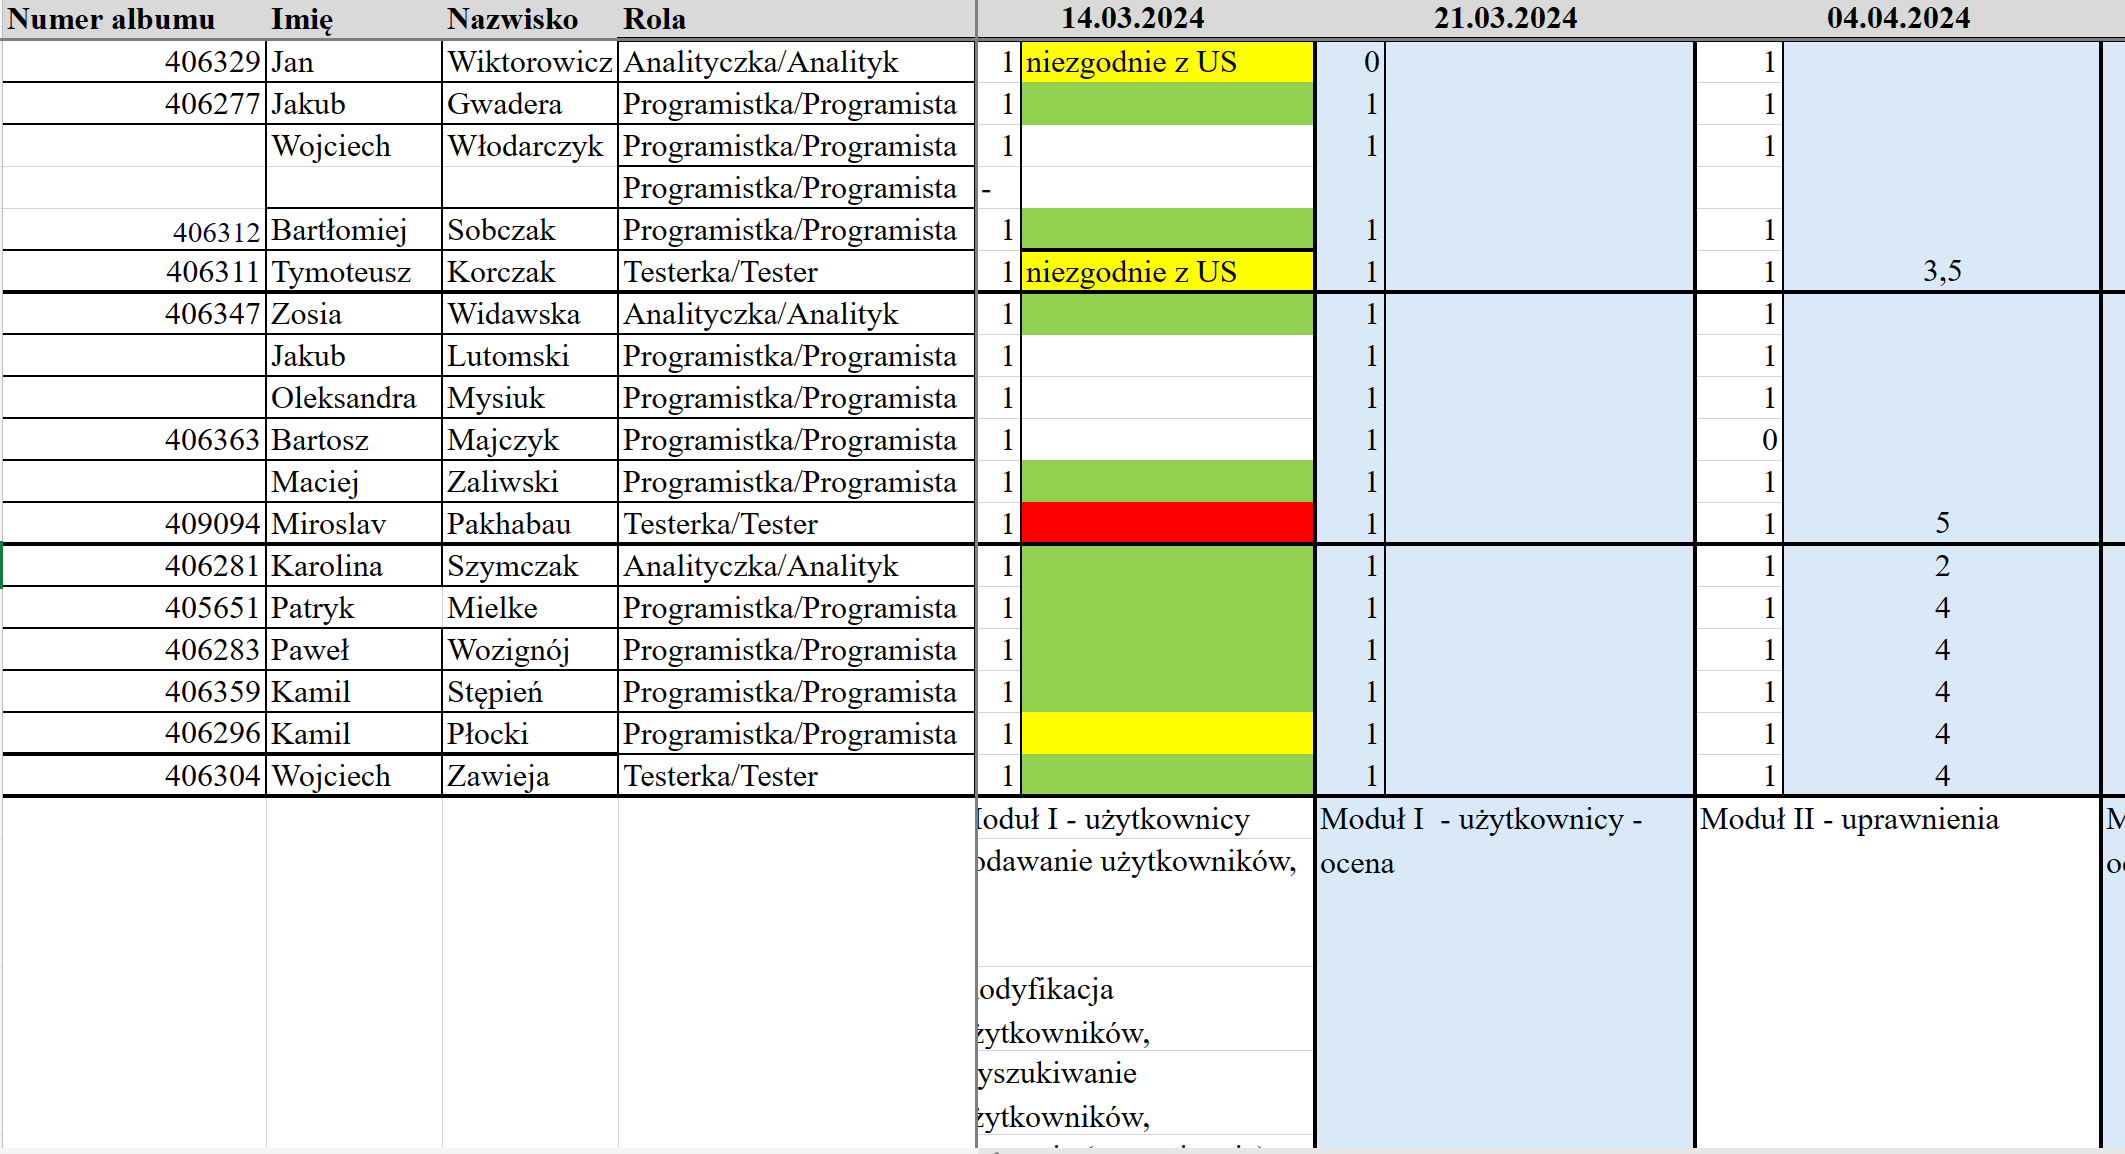 Numer albumu Imię Nazwisko Rola 14.03.2024 21.03.2024 04.04.2024
406329 Jan Wiktorowicz Analityczka/Analityk 1 niezgodnie z US 0 1
406277 Jakub Gwadera Programistka/Programista 1 1 1
Wojciech Włodarczyk Programistka/Programista 1 1 1
Programistka/Programista -
406312 Bartłomiej Sobczak Programistka/Programista 1 1 1
406311 Tymoteusz Korczak Testerka/Tester 1 niezgodnie z US 1 1 3,5
406347 Zosia Widawska Analityczka/Analityk 1 1 1
Jakub Lutomski Programistka/Programista 1 1 1
Oleksandra Mysiuk Programistka/Programista 1 1 1
406363 Bartosz Majczyk Programistka/Programista 1 1 0
Maciej Zaliwski Programistka/Programista 1 1 1
409094 Miroslav Pakhabau Testerka/Tester 1 1 1 5
406281 Karolina Szymczak Analityczka/Analityk 1 1 1 2
405651 Patryk Mielke Programistka/Programista 1 1 1 4
406283 Paweł Wozignój Programistka/Programista 1 1 1 4
406359 Kamil Stępień Programistka/Programista 1 1 1 4
406296 Kamil Płocki Programistka/Programista 1 1 1 4
406304 Wojciech Zawieja Testerka/Tester 1 1 1 4
oduł I - użytkownicy Moduł I - użytkownicy - Moduł II - uprawnienia
odawanie użytkowników, ocena
odyfikacja
żytkowników,
yszukiwanie
żytkowników,